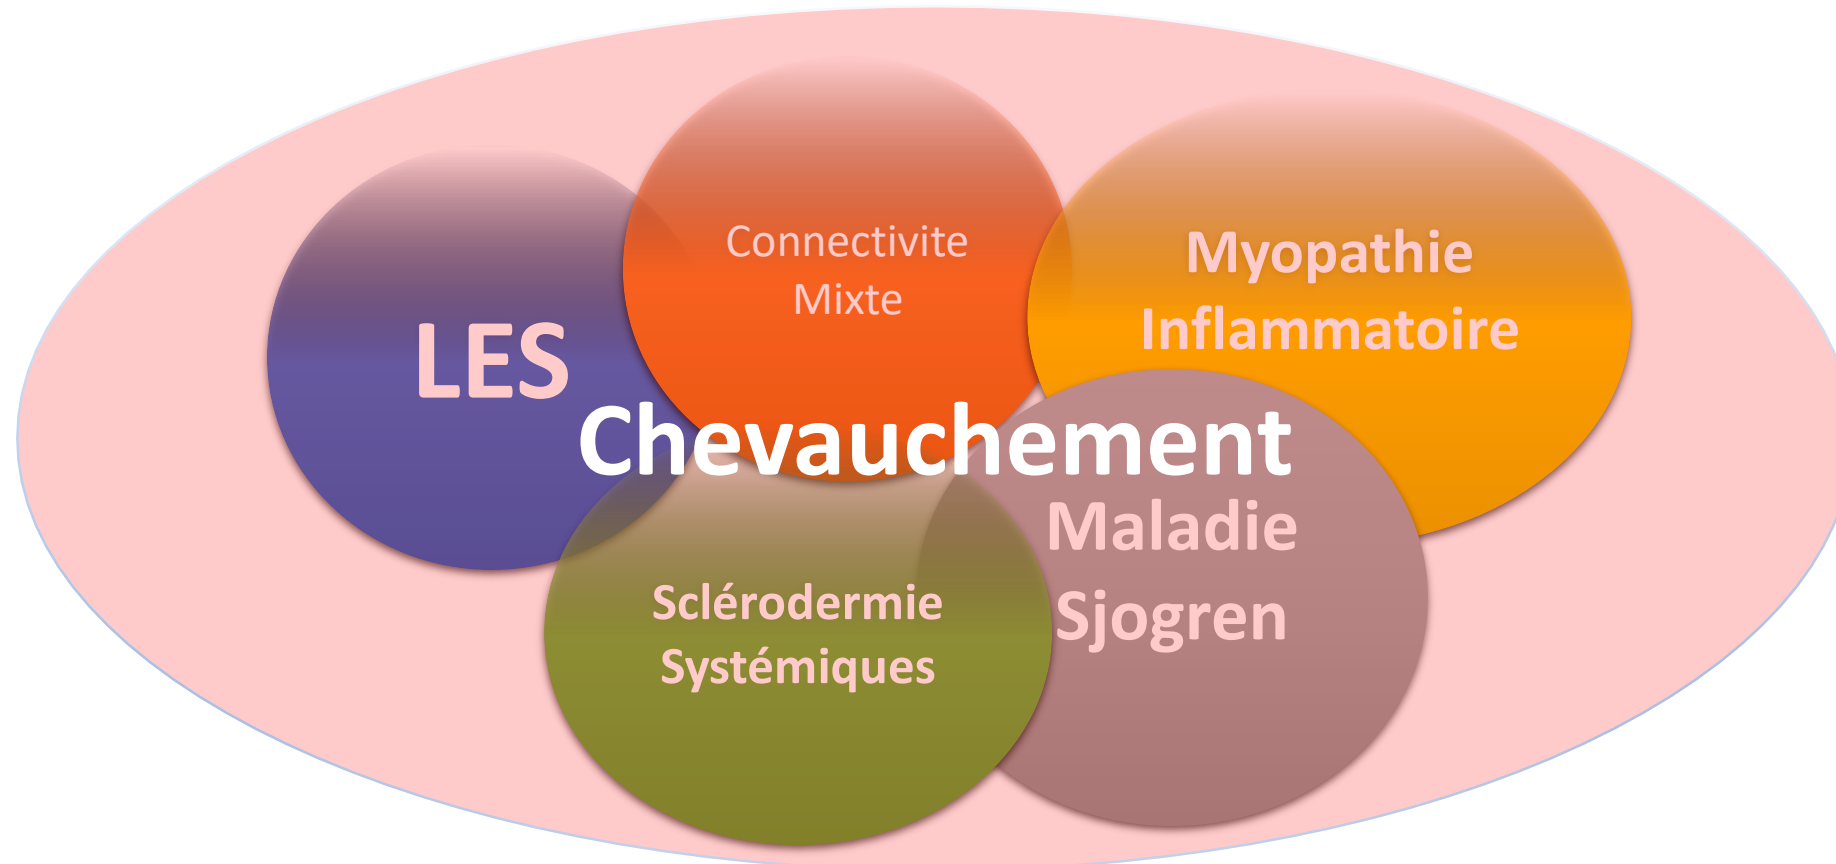 Connectivite
Mixte
Myopathie
Inflammatoire
LES
Chevauchement
Maladie
Sjogren
Sclérodermie
Systémiques